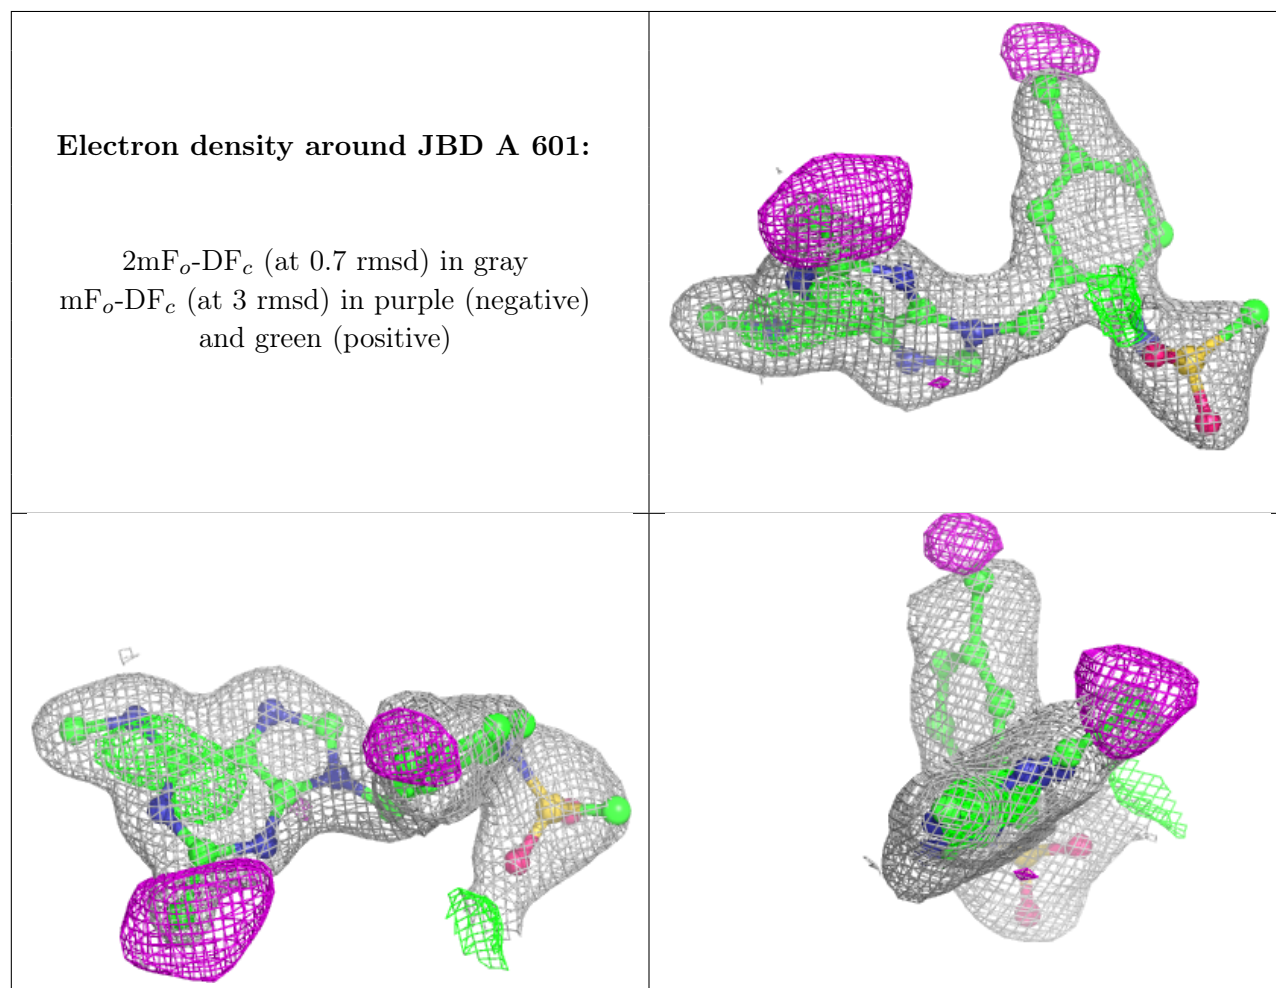 Electron density around JBD A 601:
2mF$_o$-DF$_c$ (at 0.7 rmsd) in gray
mF$_o$-DF$_c$ (at 3 rmsd) in purple (negative)
and green (positive)